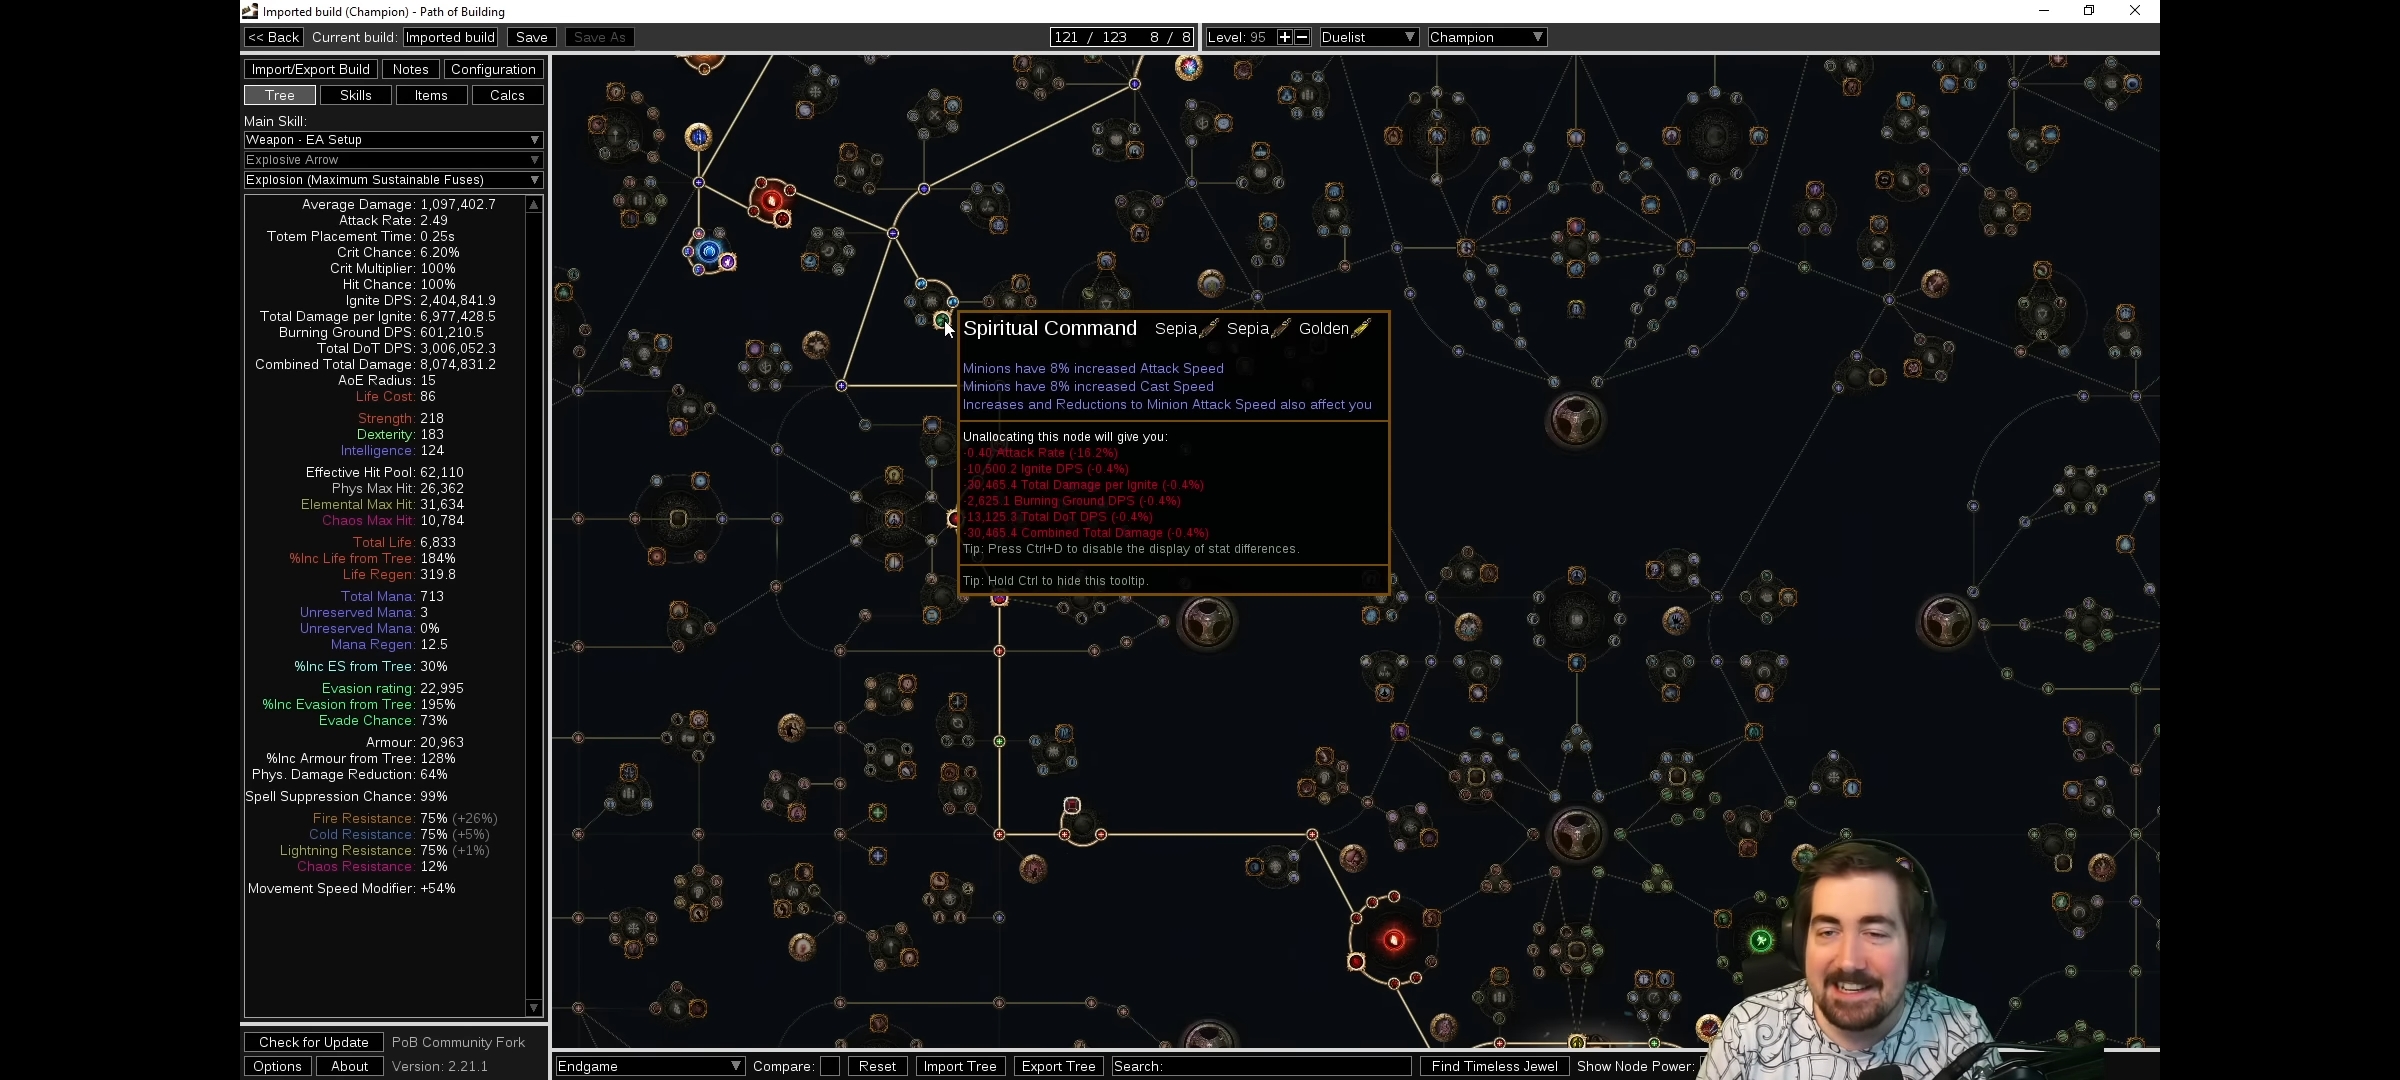 Imported build (Champion) - Path of Building
<< Back Current build: Imported build Save Save As 121 / 123 8 / 8 Level: 95 Duelist Champion
Import/Export Build Notes Configuration
Tree Skills Items Calcs
Main Skill:
Weapon - EA Setup
Explosive Arrow
Explosion (Maximum Sustainable Fuses)
Average Damage: 1,097,402.7
Attack Rate: 2.49
Totem Placement Time: 0.25s
Crit Chance: 6.20%
Crit Multiplier: 100%
Hit Chance: 100%
Ignite DPS: 2,404,841.9
Total Damage per Ignite: 6,977,428.5
Burning Ground DPS: 601,210.5
Total DoT DPS: 3,006,052.3
Combined Total Damage: 8,074,831.2
AoE Radius: 15
Life Cost: 86
Strength: 218
Dexterity: 183
Intelligence: 124
Effective Hit Pool: 62,110
Phys Max Hit: 26,362
Elemental Max Hit: 31,634
Chaos Max Hit: 10,784
Total Life: 6,833
%Inc Life from Tree: 184%
Life Regen: 319.8
Total Mana: 713
Unreserved Mana: 3
Unreserved Mana: 0%
Mana Regen: 12.5
%Inc ES from Tree: 30%
Evasion rating: 22,995
%Inc Evasion from Tree: 195%
Evade Chance: 73%
Armour: 20,963
%Inc Armour from Tree: 128%
Phys. Damage Reduction: 64%
Spell Suppression Chance: 99%
Fire Resistance: 75% (+26%)
Cold Resistance: 75% (+5%)
Lightning Resistance: 75% (+1%)
Chaos Resistance: 12%
Movement Speed Modifier: +54%
Check for Update PoB Community Fork
Options About Version: 2.21.1
Spiritual Command Sepia Sepia Golden
Minions have 8% increased Attack Speed
Minions have 8% increased Cast Speed
Increases and Reductions to Minion Attack Speed also affect you
Unallocating this node will give you:
-0.40 Attack Rate (-16.2%)
-10,500.2 Ignite DPS (-0.4%)
-30,465.4 Total Damage per Ignite (-0.4%)
-2,625.1 Burning Ground DPS (-0.4%)
-13,125.3 Total DoT DPS (-0.4%)
-30,465.4 Combined Total Damage (-0.4%)
Tip: Press Ctrl+D to disable the display of stat differences.
Tip: Hold Ctrl to hide this tooltip.
Endgame Compare: Reset Import Tree Export Tree Search: Find Timeless Jewel Show Node Power: